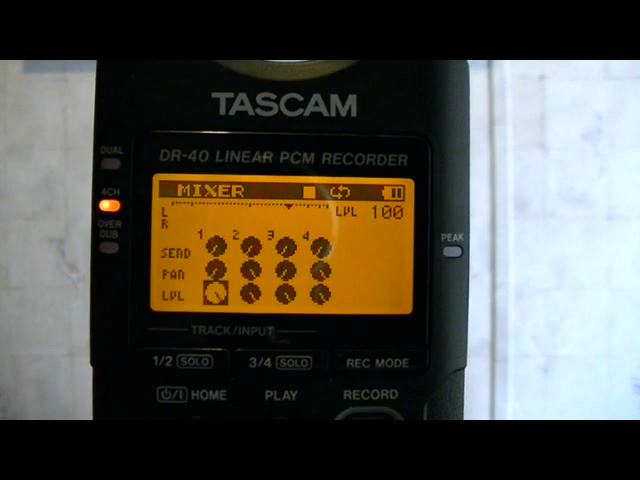 TASCAM
DR-40 LINEAR PCM RECORDER
DUAL
4CH
OVER DUB
PEAK
MIXER
L
R
LVL 100
1 2 3 4
SEND
PAN
LVL
TRACK/INPUT
1/2 SOLO 3/4 SOLO REC MODE
⏻/I HOME PLAY RECORD